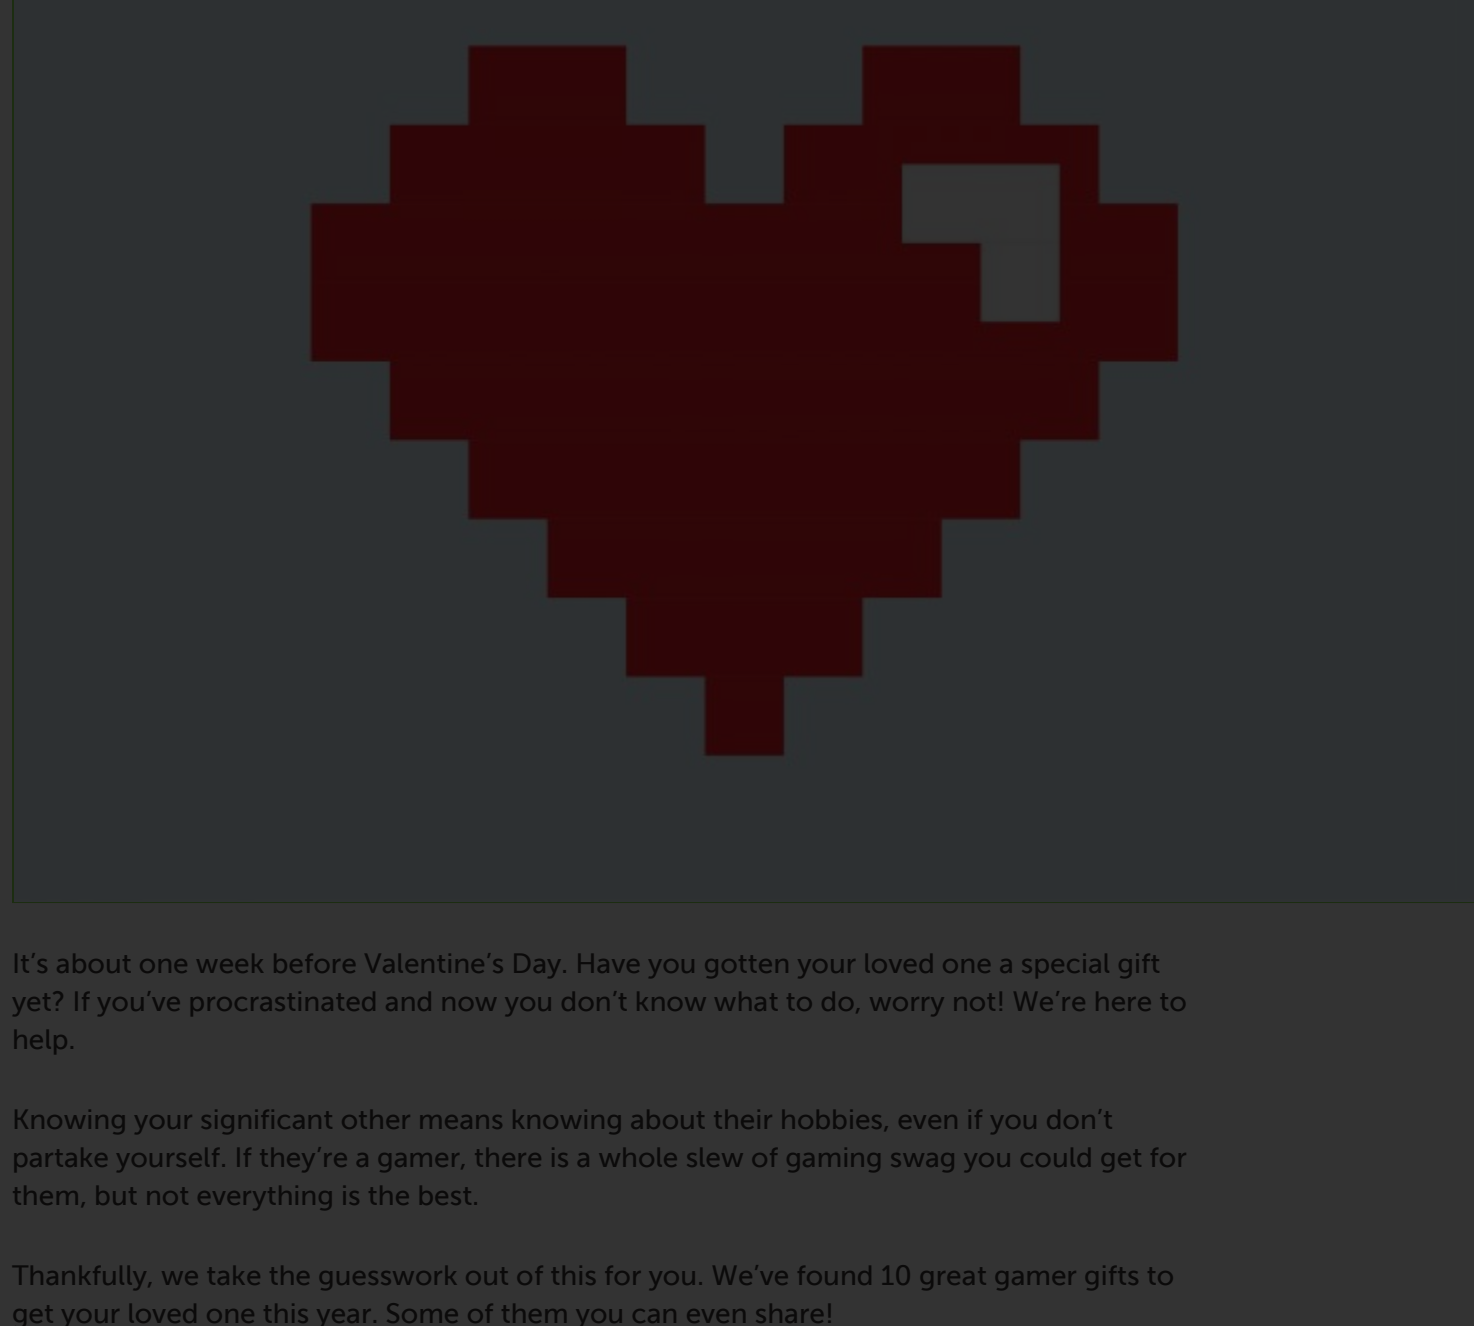 It’s about one week before Valentine’s Day. Have you gotten your loved one a special gift
yet? If you’ve procrastinated and now you don’t know what to do, worry not! We’re here to
help.
Knowing your significant other means knowing about their hobbies, even if you don’t
partake yourself. If they’re a gamer, there is a whole slew of gaming swag you could get for
them, but not everything is the best.
Thankfully, we take the guesswork out of this for you. We’ve found 10 great gamer gifts to
get your loved one this year. Some of them you can even share!